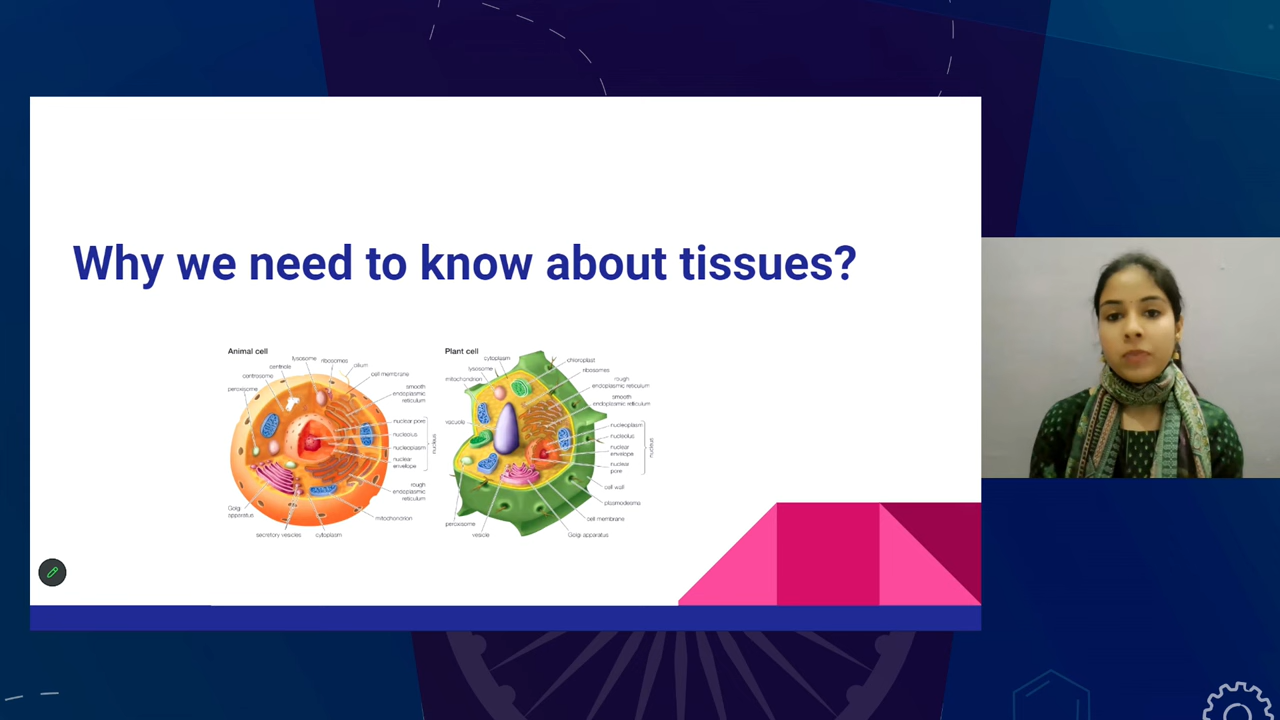 Why we need to know about tissues?
Animal cell
lysosome
ribosomes
cilium
centriole
cell membrane
centrosome
peroxisome
smooth
endoplasmic
reticulum
nuclear pore
nucleolus
nucleoplasm
nuclear
envelope
nucleus
rough
endoplasmic
reticulum
Golgi
apparatus
mitochondrion
secretory vesicles
cytoplasm
Plant cell
cytoplasm
chloroplast
lysosome
ribosomes
mitochondrion
rough
endoplasmic reticulum
smooth
endoplasmic reticulum
vacuole
nucleoplasm
nucleolus
nuclear
envelope
nuclear
pore
nucleus
cell wall
plasmodesma
cell membrane
peroxisome
vesicle
Golgi apparatus